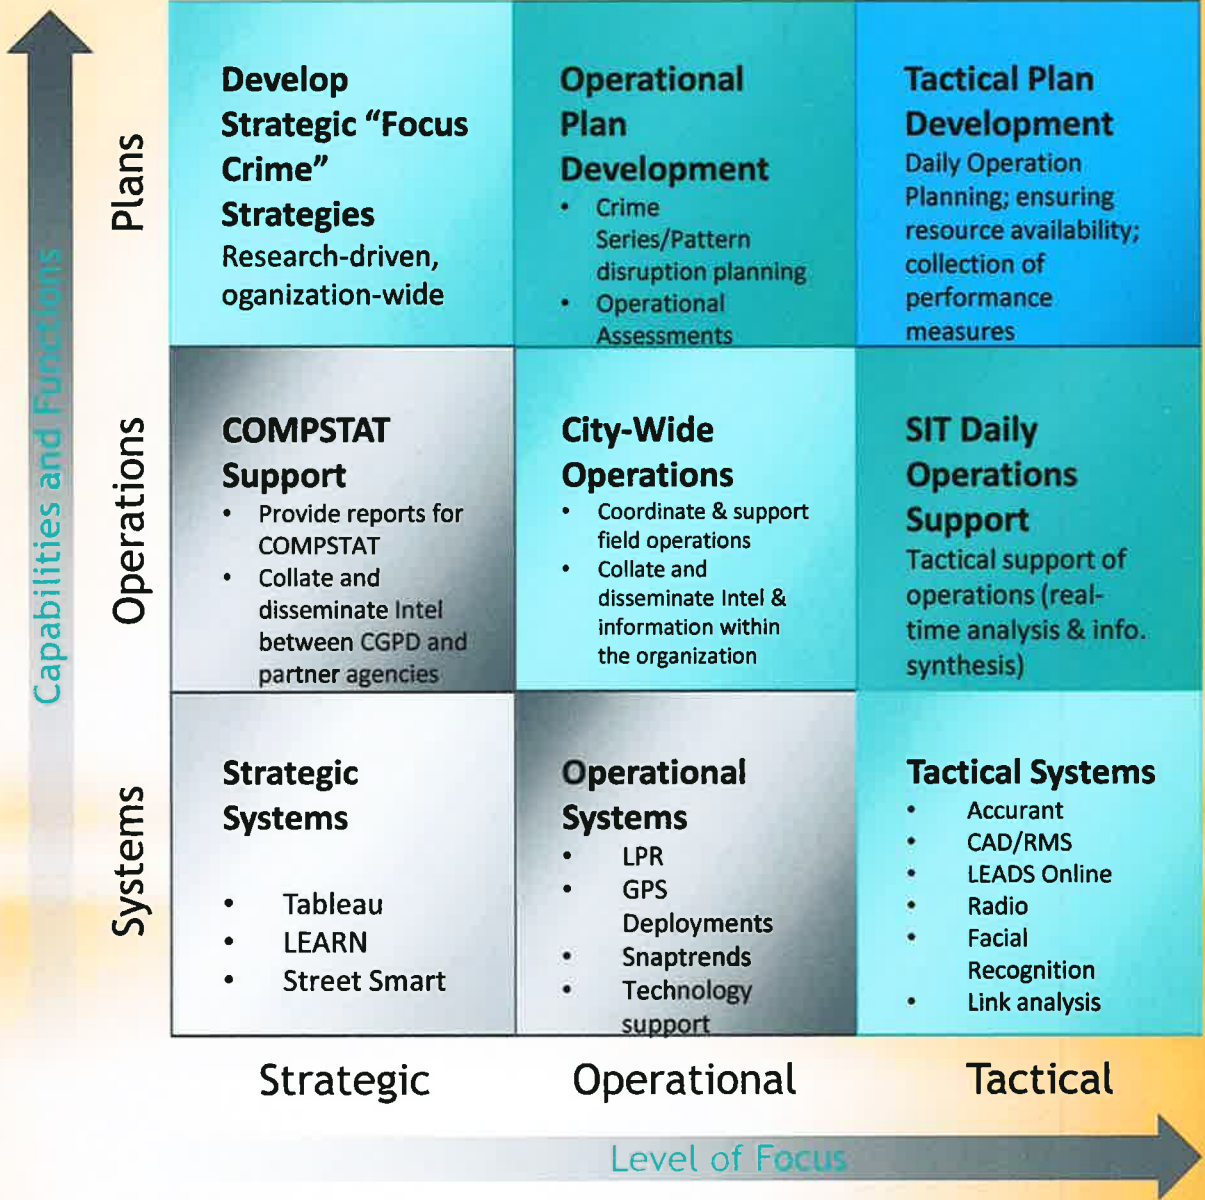 Capabilities and Functions
Plans
Develop
Strategic “Focus
Crime”
Strategies
Research-driven,
oganization-wide
Operational
Plan
Development
• Crime
Series/Pattern
disruption planning
• Operational
Assessments
Tactical Plan
Development
Daily Operation
Planning; ensuring
resource availability;
collection of
performance
measures
Operations
COMPSTAT
Support
• Provide reports for
COMPSTAT
• Collate and
disseminate Intel
between CGPD and
partner agencies
City-Wide
Operations
• Coordinate & support
field operations
• Collate and
disseminate Intel &
information within
the organization
SIT Daily
Operations
Support
Tactical support of
operations (real-
time analysis & info.
synthesis)
Systems
Strategic
Systems
• Tableau
• LEARN
• Street Smart
Operational
Systems
• LPR
• GPS
Deployments
• Snaptrends
• Technology
support
Tactical Systems
• Accurant
• CAD/RMS
• LEADS Online
• Radio
• Facial
Recognition
• Link analysis
Strategic
Operational
Tactical
Level of Focus